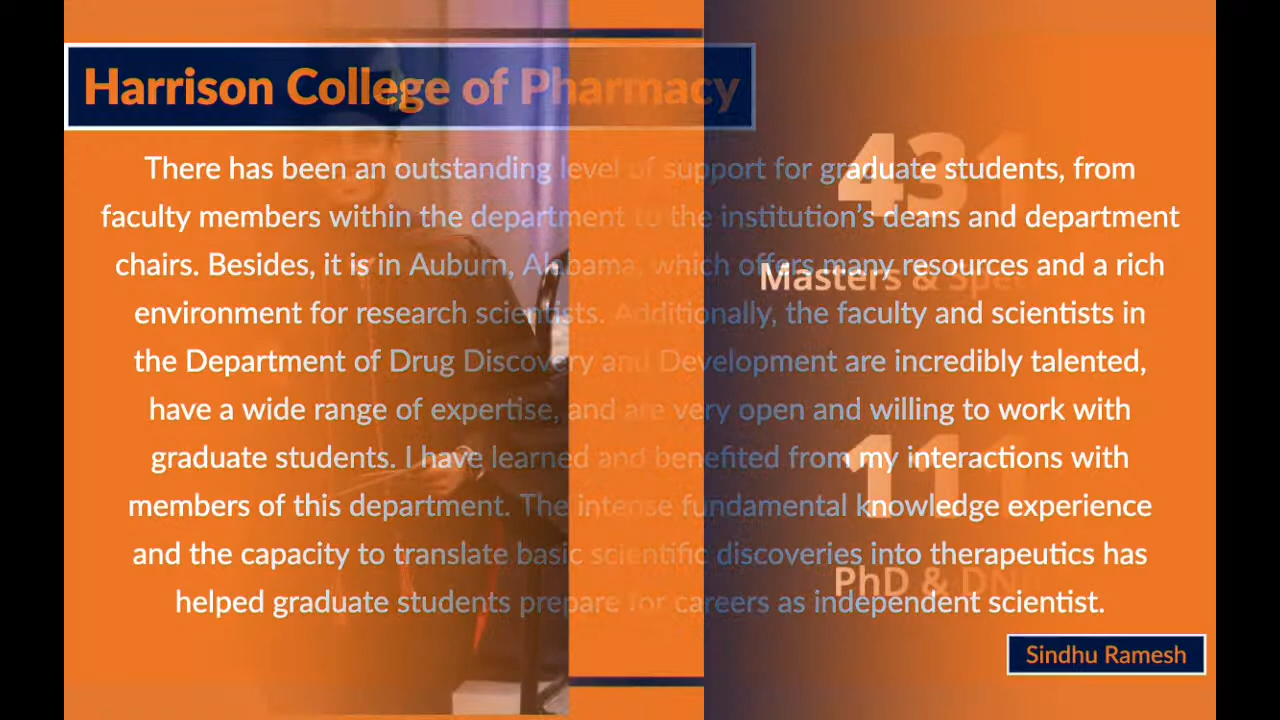 Harrison College of Pharmacy
There has been an outstanding level of support for graduate students, from
faculty members within the department to the institution’s deans and department
chairs. Besides, it is in Auburn, Alabama, which offers many resources and a rich
environment for research scientists. Additionally, the faculty and scientists in
the Department of Drug Discovery and Development are incredibly talented,
have a wide range of expertise, and are very open and willing to work with
graduate students. I have learned and benefited from my interactions with
members of this department. The intense fundamental knowledge experience
and the capacity to translate basic scientific discoveries into therapeutics has
helped graduate students prepare for careers as independent scientist.
Sindhu Ramesh
431
Masters &
111
PhD &